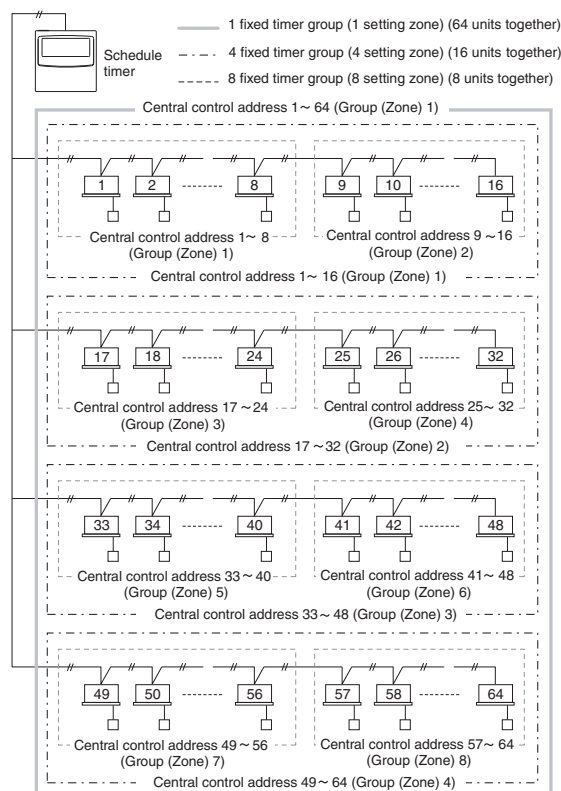 Schedule
timer
1 fixed timer group (1 setting zone) (64 units together)
4 fixed timer group (4 setting zone) (16 units together)
8 fixed timer group (8 setting zone) (8 units together)
Central control address 1~ 64 (Group (Zone) 1)
1 2 8 9 10 16
Central control address 1~ 8
(Group (Zone) 1)
Central control address 9 ~16
(Group (Zone) 2)
Central control address 1~ 16 (Group (Zone) 1)
17 18 24 25 26 32
Central control address 17 ~24
(Group (Zone) 3)
Central control address 25~ 32
(Group (Zone) 4)
Central control address 17 ~32 (Group (Zone) 2)
33 34 40 41 42 48
Central control address 33 ~ 40
(Group (Zone) 5)
Central control address 41~ 48
(Group (Zone) 6)
Central control address 33~ 48 (Group (Zone) 3)
49 50 56 57 58 64
Central control address 49 ~ 56
(Group (Zone) 7)
Central control address 57~ 64
(Group (Zone) 8)
Central control address 49~ 64 (Group (Zone) 4)